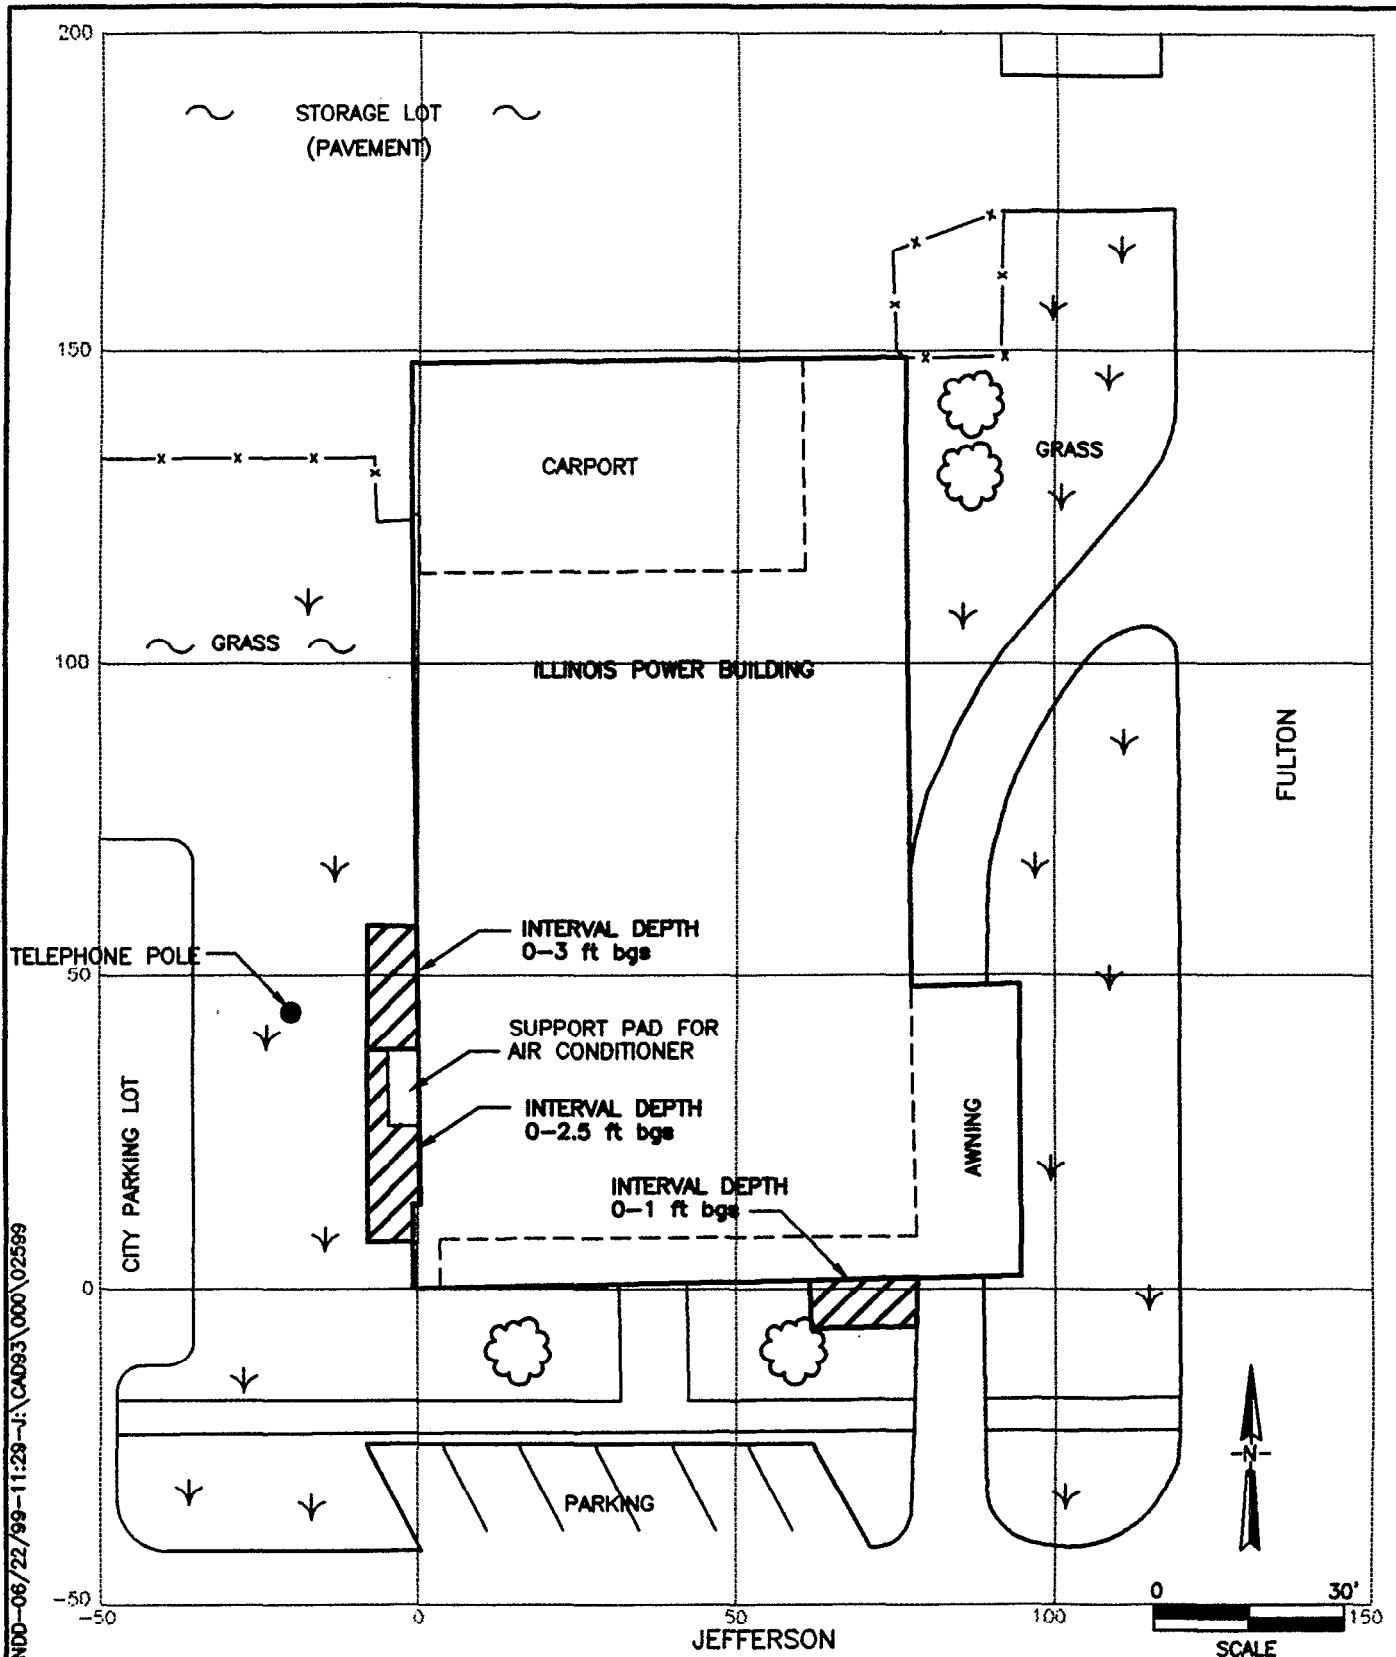 200
STORAGE LOT
(PAVEMENT)
150
CARPORT
GRASS
GRASS
100
ILLINOIS POWER BUILDING
FULTON
INTERVAL DEPTH
0-3 ft bgs
TELEPHONE POLE
50
SUPPORT PAD FOR
AIR CONDITIONER
INTERVAL DEPTH
0-2.5 ft bgs
CITY PARKING LOT
AWNING
INTERVAL DEPTH
0-1 ft bgs
0
PARKING
-N-
NDD-06/22/99-11:29-J:\CAD93\000\02599
-50
-50
0
50
100
150
0 30'
JEFFERSON
SCALE